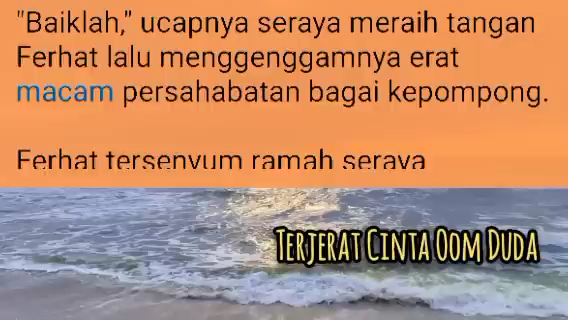 "Baiklah," ucapnya seraya meraih tangan
Ferhat lalu menggenggamnya erat
macam persahabatan bagai kepompong.
Ferhat tersenyum ramah seraya
TERJERAT CINTA OOM DUDA